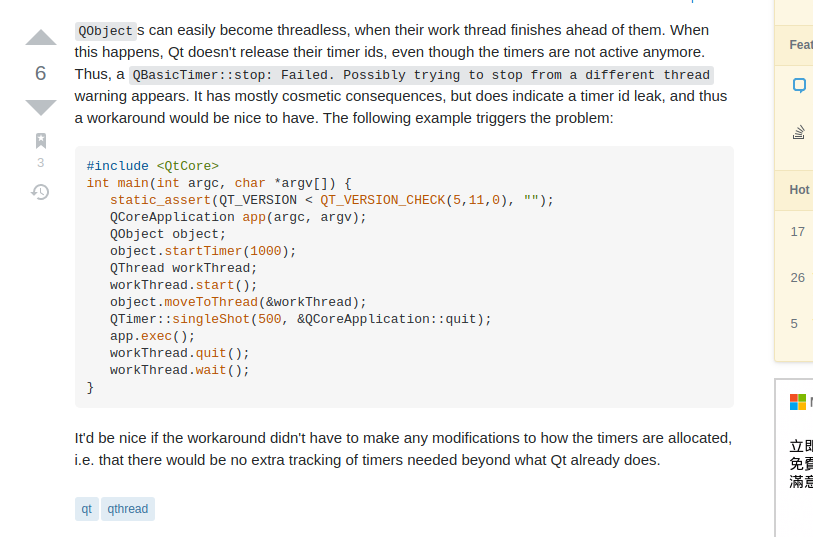 QObjects can easily become threadless, when their work thread finishes ahead of them. When
this happens, Qt doesn't release their timer ids, even though the timers are not active anymore.
Thus, a QBasicTimer::stop: Failed. Possibly trying to stop from a different thread
warning appears. It has mostly cosmetic consequences, but does indicate a timer id leak, and thus
a workaround would be nice to have. The following example triggers the problem:
6
3
#include <QtCore>
int main(int argc, char *argv[]) {
   static_assert(QT_VERSION < QT_VERSION_CHECK(5,11,0), "");
   QCoreApplication app(argc, argv);
   QObject object;
   object.startTimer(1000);
   QThread workThread;
   workThread.start();
   object.moveToThread(&workThread);
   QTimer::singleShot(500, &QCoreApplication::quit);
   app.exec();
   workThread.quit();
   workThread.wait();
}
It'd be nice if the workaround didn't have to make any modifications to how the timers are allocated,
i.e. that there would be no extra tracking of timers needed beyond what Qt already does.
qt qthread
Feat
Hot
17
26
5
立即
免費
滿意